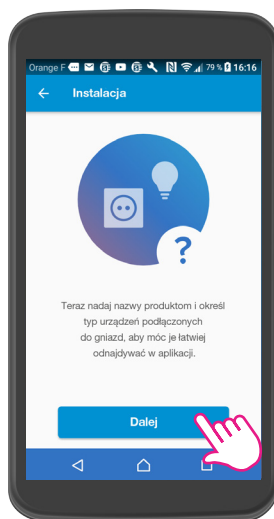 Orange F 79 % 16:16
Instalacja
?
Teraz nadaj nazwy produktom i określ
typ urządzeń podłączonych
do gniazd, aby móc je łatwiej
odnajdywać w aplikacji.
Dalej